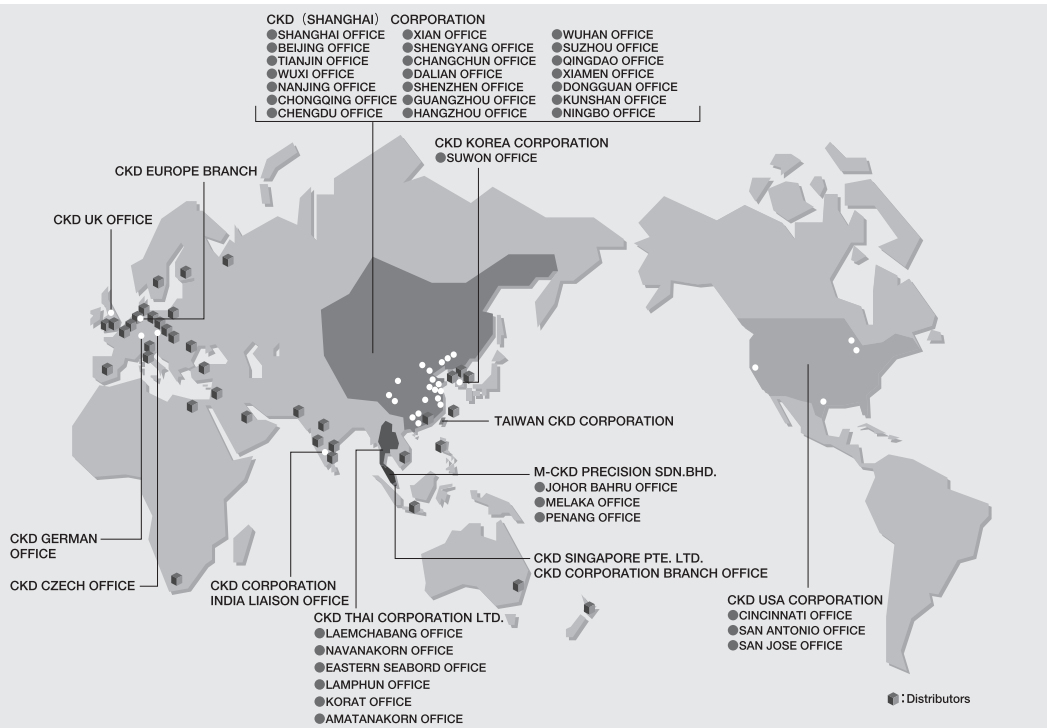 CKD（SHANGHAI） CORPORATION
●SHANGHAI OFFICE ●XIAN OFFICE ●WUHAN OFFICE
●BEIJING OFFICE ●SHENGYANG OFFICE ●SUZHOU OFFICE
●TIANJIN OFFICE ●CHANGCHUN OFFICE ●QINGDAO OFFICE
●WUXI OFFICE ●DALIAN OFFICE ●XIAMEN OFFICE
●NANJING OFFICE ●SHENZHEN OFFICE ●DONGGUAN OFFICE
●CHONGQING OFFICE ●GUANGZHOU OFFICE ●KUNSHAN OFFICE
●CHENGDU OFFICE ●HANGZHOU OFFICE ●NINGBO OFFICE
CKD KOREA CORPORATION
●SUWON OFFICE
CKD EUROPE BRANCH
CKD UK OFFICE
TAIWAN CKD CORPORATION
M-CKD PRECISION SDN.BHD.
●JOHOR BAHRU OFFICE
●MELAKA OFFICE
●PENANG OFFICE
CKD GERMAN
OFFICE
CKD SINGAPORE PTE. LTD.
CKD CORPORATION BRANCH OFFICE
CKD CZECH OFFICE
CKD CORPORATION
INDIA LIAISON OFFICE
CKD USA CORPORATION
●CINCINNATI OFFICE
●SAN ANTONIO OFFICE
●SAN JOSE OFFICE
CKD THAI CORPORATION LTD.
●LAEMCHABANG OFFICE
●NAVANAKORN OFFICE
●EASTERN SEABORD OFFICE
●LAMPHUN OFFICE
●KORAT OFFICE
●AMATANAKORN OFFICE
：Distributors